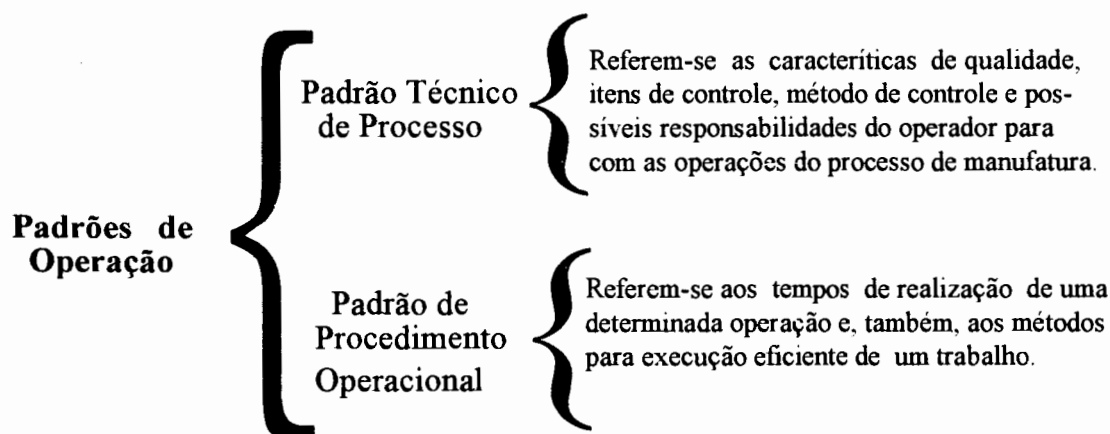 Padrões de
Operação
Padrão Técnico
de Processo
Referem-se as caracteríticas de qualidade,
itens de controle, método de controle e pos-
síveis responsabilidades do operador para
com as operações do processo de manufatura.
Padrão de
Procedimento
Operacional
Referem-se aos tempos de realização de uma
determinada operação e, também, aos métodos
para execução eficiente de um trabalho.